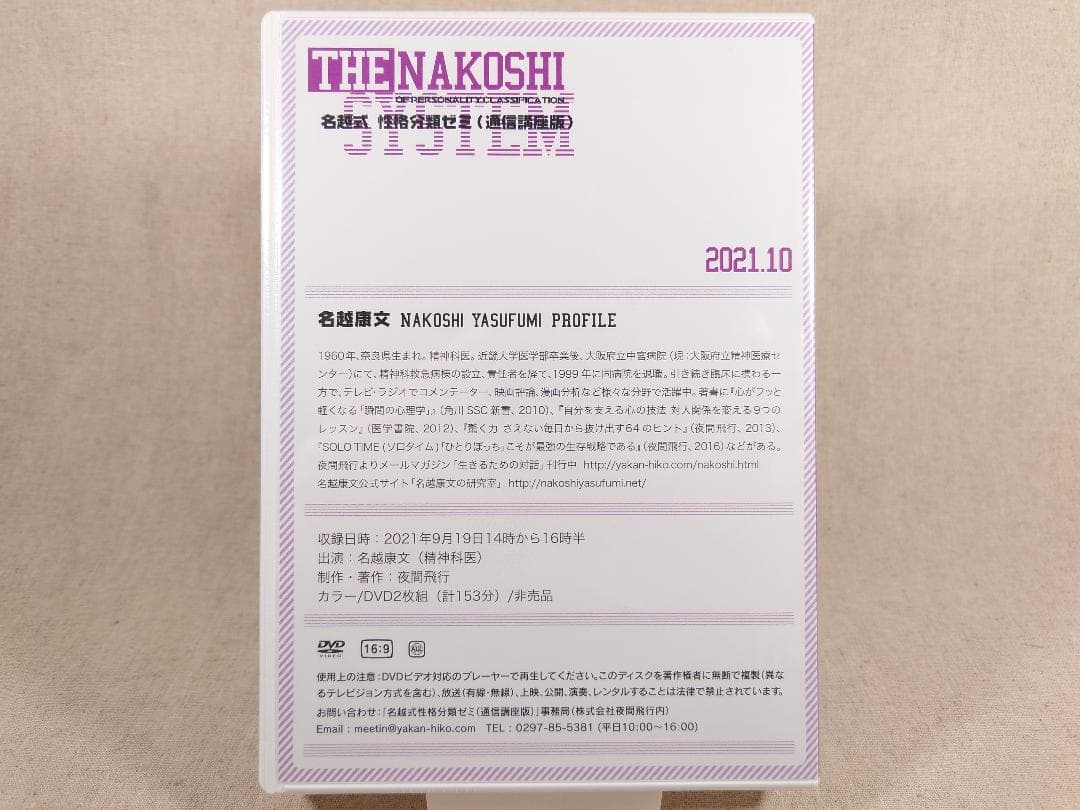 THE NAKOSHI
OF PERSONALITY CLASSIFICATION
SYSTEM
名越式 性格分類ゼミ(通信講座版)
2021.10
名越康文 NAKOSHI YASUFUMI PROFILE
1960年、奈良県生まれ。精神科医。近畿大学医学部卒業後、大阪府立中宮病院(現:大阪府立精神医療セ
ンター)にて、精神科救急病棟の設立、責任者を経て、1999年に同病院を退職。引き続き臨床に携わる一
方で、テレビ・ラジオでコメンテーター、映画評論、漫画分析など様々な分野で活躍中。著書に『心がフッと
軽くなる「瞬間の心理学」』(角川SSC新書、2010)、『自分を支える心の技法 対人関係を変える9つの
レッスン』(医学書院、2012)、『驚く力 さえない毎日から抜け出す64のヒント』(夜間飛行、2013)、
『SOLO TIME (ソロタイム)「ひとりぼっち」こそが最強の生存戦略である』(夜間飛行、2016)などがある。
夜間飛行よりメールマガジン「生きるための対話」刊行中 http://yakan-hiko.com/nakoshi.html
名越康文公式サイト「名越康文の研究室」 http://nakoshiyasufumi.net/
収録日時:2021年9月19日14時から16時半
出演:名越康文(精神科医)
制作・著作:夜間飛行
カラー/DVD2枚組(計153分)/非売品
DVD VIDEO 16:9 ALL
使用上の注意:DVDビデオ対応のプレーヤーで再生してください。このディスクを著作権者に無断で複製(異な
るテレビジョン方式を含む)、放送(有線・無線)、上映、公開、演奏、レンタルすることは法律で禁止されています。
お問い合わせ:「名越式性格分類ゼミ(通信講座版)」事務局(株式会社夜間飛行内)
Email : meetin@yakan-hiko.com TEL : 0297-85-5381 (平日10:00〜16:00)